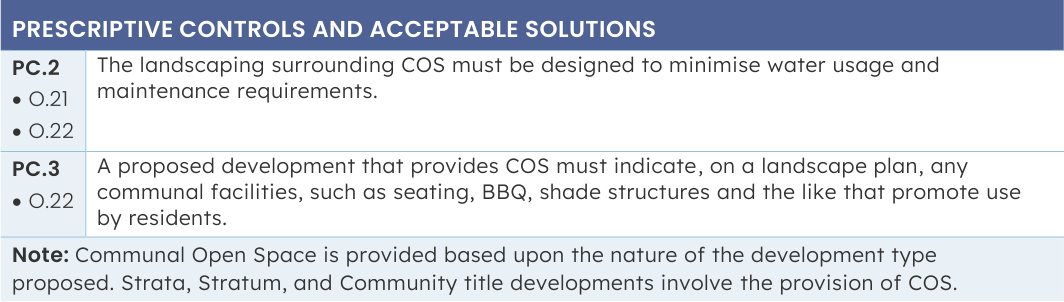 PRESCRIPTIVE CONTROLS AND ACCEPTABLE SOLUTIONS
PC.2
• O.21
• O.22
The landscaping surrounding COS must be designed to minimise water usage and
maintenance requirements.
PC.3
• O.22
A proposed development that provides COS must indicate, on a landscape plan, any
communal facilities, such as seating, BBQ, shade structures and the like that promote use
by residents.
Note: Communal Open Space is provided based upon the nature of the development type
proposed. Strata, Stratum, and Community title developments involve the provision of COS.